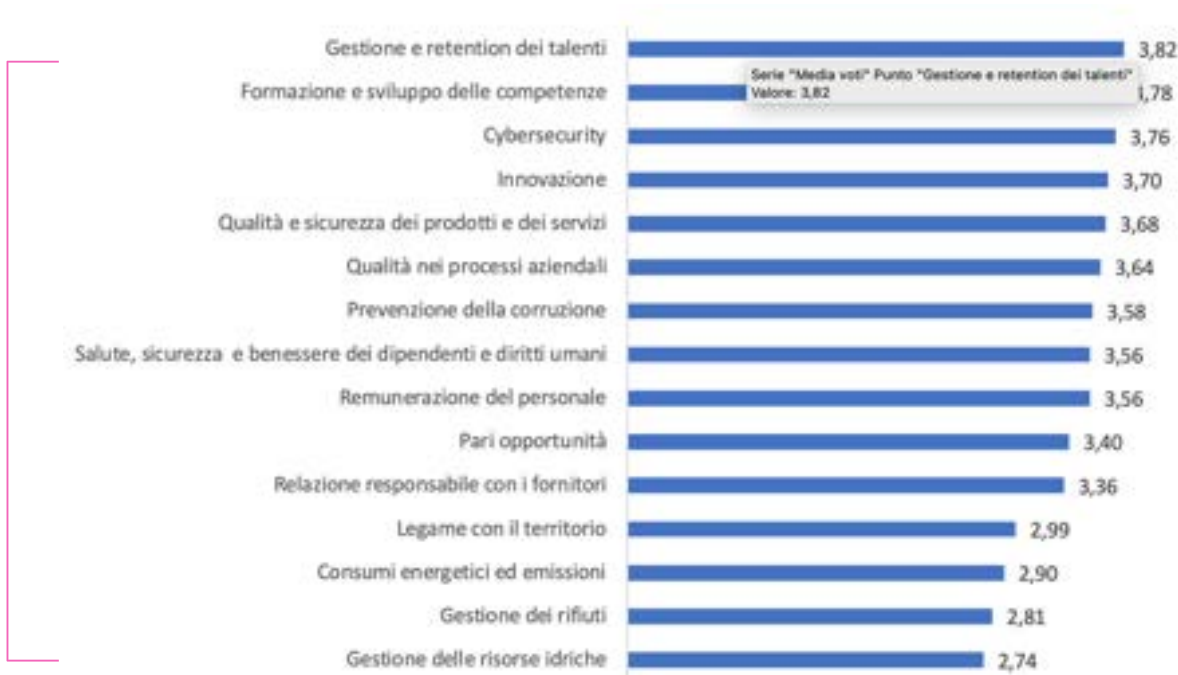 Gestione e retention dei talenti 3,82
Serie "Media voti" Punto "Gestione e retention dei talenti"
Valore: 3,82
Formazione e sviluppo delle competenze ,78
Cybersecurity 3,76
Innovazione 3,70
Qualità e sicurezza dei prodotti e dei servizi 3,68
Qualità nei processi aziendali 3,64
Prevenzione della corruzione 3,58
Salute, sicurezza e benessere dei dipendenti e diritti umani 3,56
Remunerazione del personale 3,56
Pari opportunità 3,40
Relazione responsabile con i fornitori 3,36
Legame con il territorio 2,99
Consumi energetici ed emissioni 2,90
Gestione dei rifiuti 2,81
Gestione delle risorse idriche 2,74